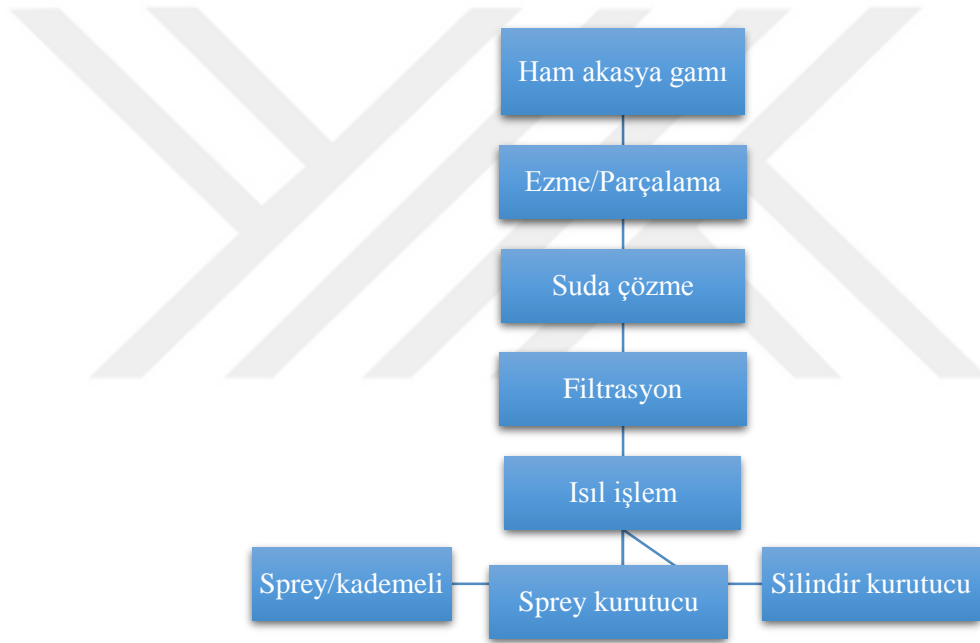 Ham akasya gamı
Ezme/Parçalama
Suda çözme
Filtrasyon
Isıl işlem
Sprey/kademeli
Sprey kurutucu
Silindir kurutucu